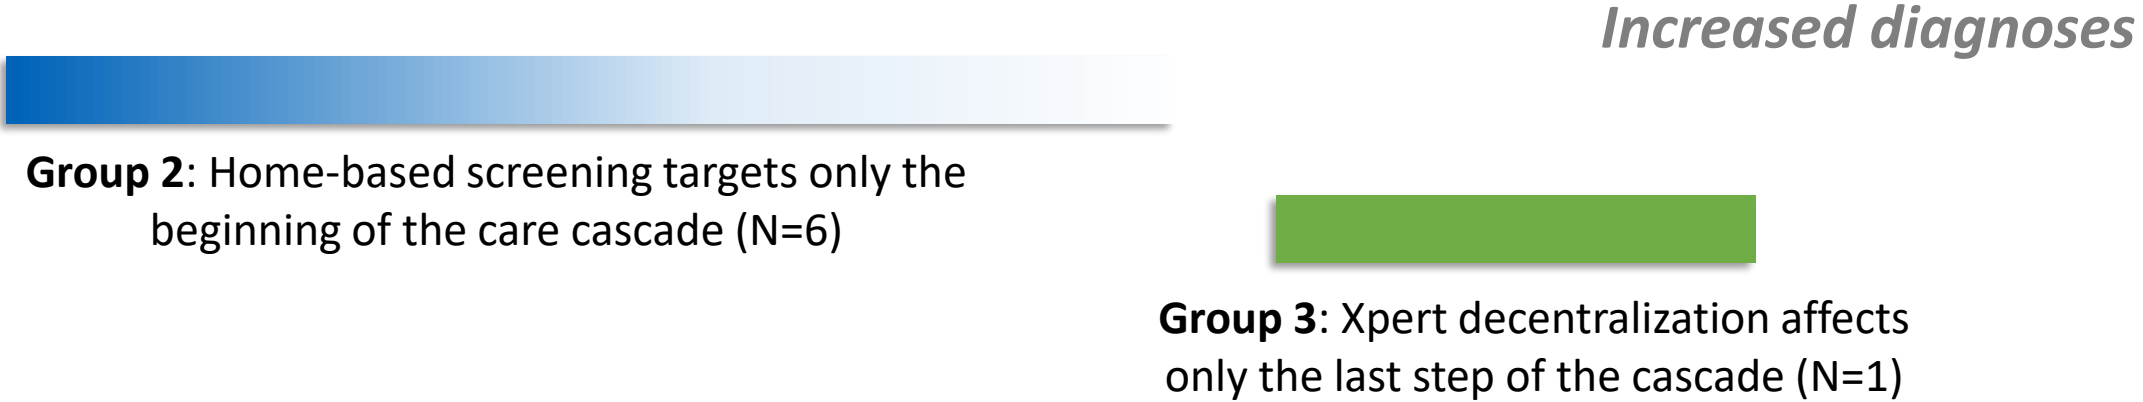 Increased diagnoses
Group 2: Home-based screening targets only the
beginning of the care cascade (N=6)
Group 3: Xpert decentralization affects
only the last step of the cascade (N=1)